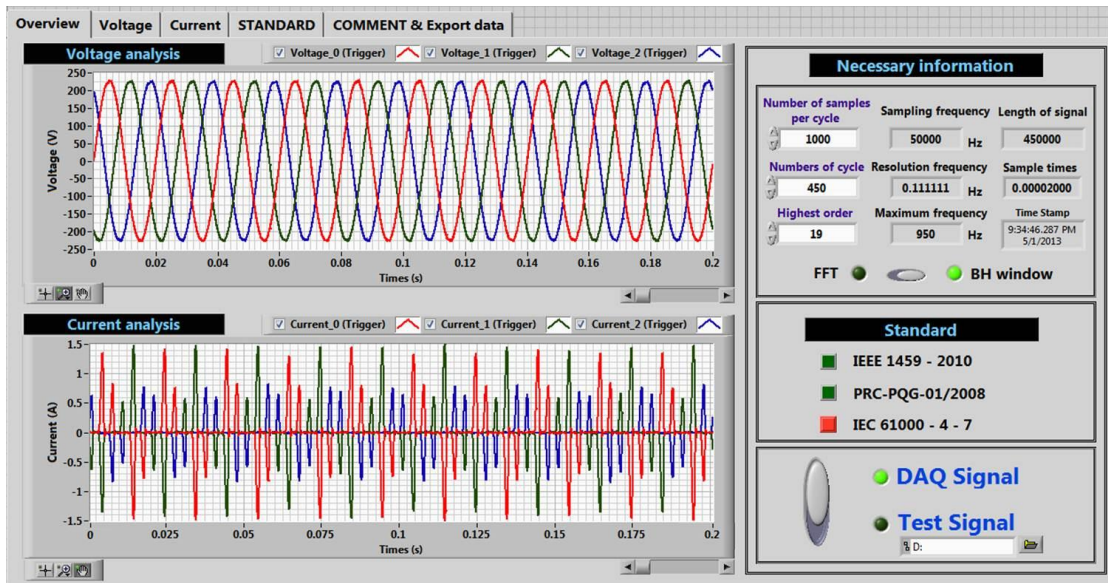 Overview Voltage Current STANDARD COMMENT & Export data
Voltage analysis
Voltage_0 (Trigger) Voltage_1 (Trigger) Voltage_2 (Trigger)
250
200
150
100
50
0
-50
-100
-150
-200
-250
Voltage (V)
0 0.02 0.04 0.06 0.08 0.1 0.12 0.14 0.16 0.18 0.2
Times (s)
Current analysis
Current_0 (Trigger) Current_1 (Trigger) Current_2 (Trigger)
1.5
1
0.5
0
-0.5
-1
-1.5
Current (A)
0 0.025 0.05 0.075 0.1 0.125 0.15 0.175 0.2
Times (s)
Necessary information
Number of samples
per cycle
1000
Sampling frequency
50000 Hz
Length of signal
450000
Numbers of cycle
450
Resolution frequency
0.111111 Hz
Sample times
0.00002000
Highest order
19
Maximum frequency
950 Hz
Time Stamp
9:34:46.287 PM
5/1/2013
FFT BH window
Standard
IEEE 1459 - 2010
PRC-PQG-01/2008
IEC 61000 - 4 - 7
DAQ Signal
Test Signal
D: